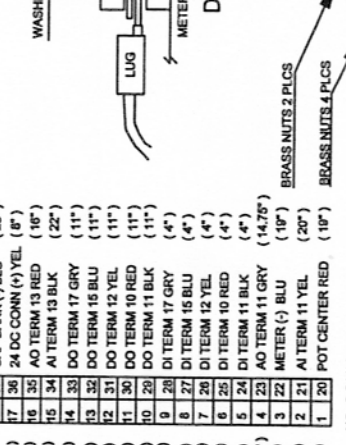 WASH
LUG
METER
D
17 36 24 DC CONN (+) YEL (8")
16 35 AO TERM 13 RED (16")
15 34 AI TERM 13 BLK (22")
14 33 DO TERM 17 GRY (11")
13 32 DO TERM 15 BLU (11")
12 31 DO TERM 12 YEL (11")
11 30 DO TERM 10 RED (11")
10 29 DO TERM 11 BLK (11")
9 28 DI TERM 17 GRY (4")
8 27 DI TERM 15 BLU (4")
7 26 DI TERM 12 YEL (4")
6 25 DI TERM 10 RED (4")
5 24 DI TERM 11 BLK (4")
4 23 AO TERM 11 GRY (14.75")
3 22 METER (-) BLU (19")
2 21 AI TERM 11 YEL (20")
1 20 POT CENTER RED (19")
BRASS NUTS 2 PLCS
BRASS NUTS 4 PLCS